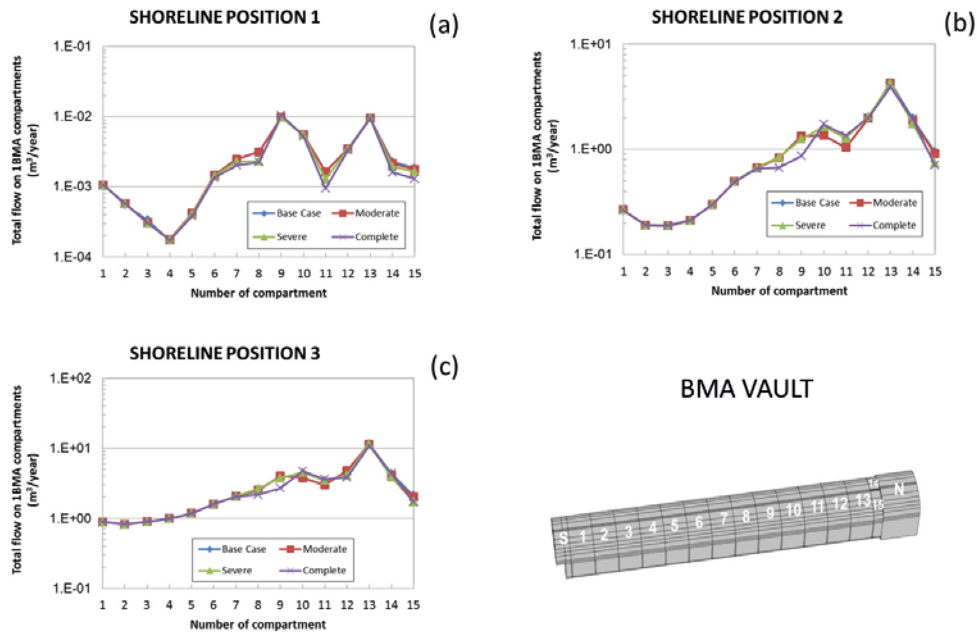 SHORELINE POSITION 1
(a)
Total flow on 1BMA compartments
(m³/year)
1.E-01
1.E-02
1.E-03
1.E-04
Base Case
Moderate
Severe
Complete
1 2 3 4 5 6 7 8 9 10 11 12 13 14 15
Number of compartment
SHORELINE POSITION 2
(b)
Total flow on 1BMA compartments
(m³/year)
1.E+01
1.E+00
1.E-01
Base Case
Moderate
Severe
Complete
1 2 3 4 5 6 7 8 9 10 11 12 13 14 15
Number of compartment
SHORELINE POSITION 3
(c)
Total flow on 1BMA compartments
(m³/year)
1.E+02
1.E+01
1.E+00
1.E-01
Base Case
Moderate
Severe
Complete
1 2 3 4 5 6 7 8 9 10 11 12 13 14 15
Number of compartment
BMA VAULT
S 1 2 3 4 5 6 7 8 9 10 11 12 13 14 15 N